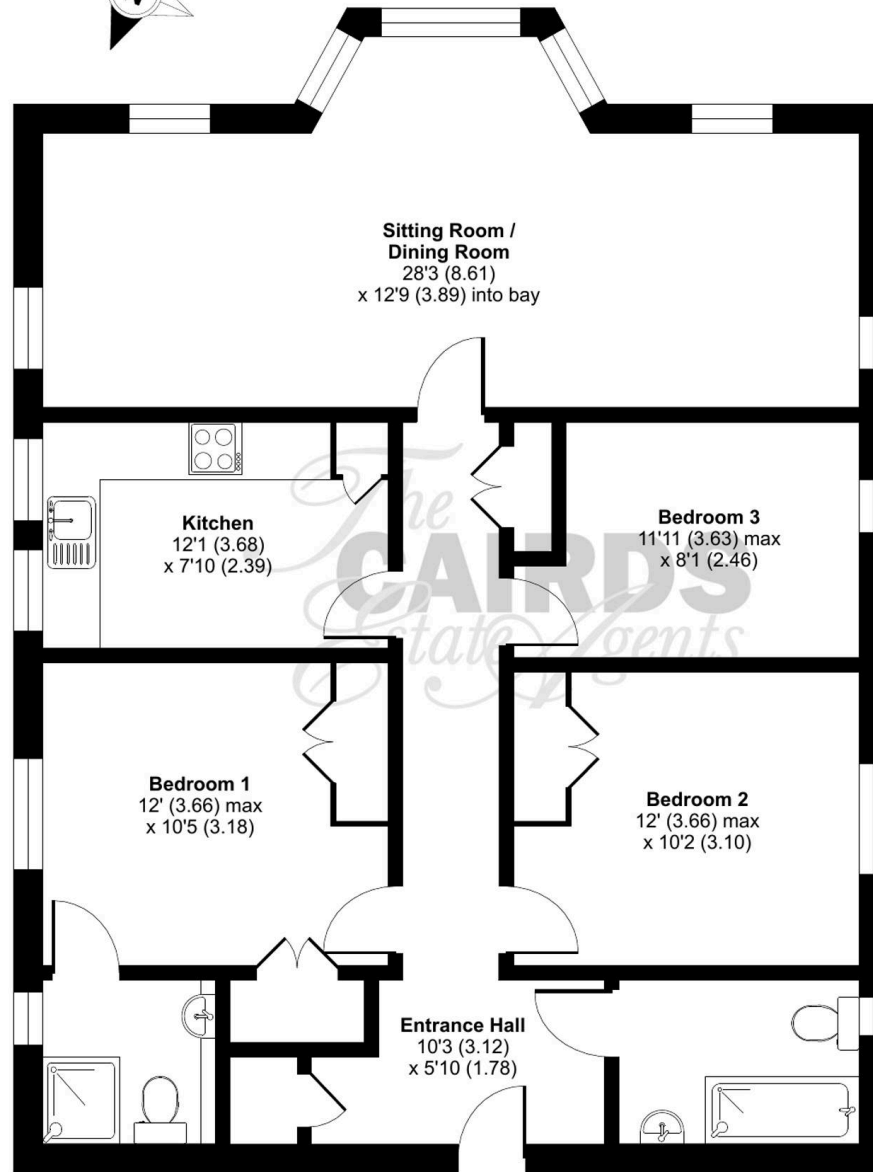 Sitting Room /
Dining Room
28'3 (8.61)
x 12'9 (3.89) into bay
The
CAIRDS
Estate Agents
Kitchen
12'1 (3.68)
x 7'10 (2.39)
Bedroom 3
11'11 (3.63) max
x 8'1 (2.46)
Bedroom 1
12' (3.66) max
x 10'5 (3.18)
Bedroom 2
12' (3.66) max
x 10'2 (3.10)
Entrance Hall
10'3 (3.12)
x 5'10 (1.78)